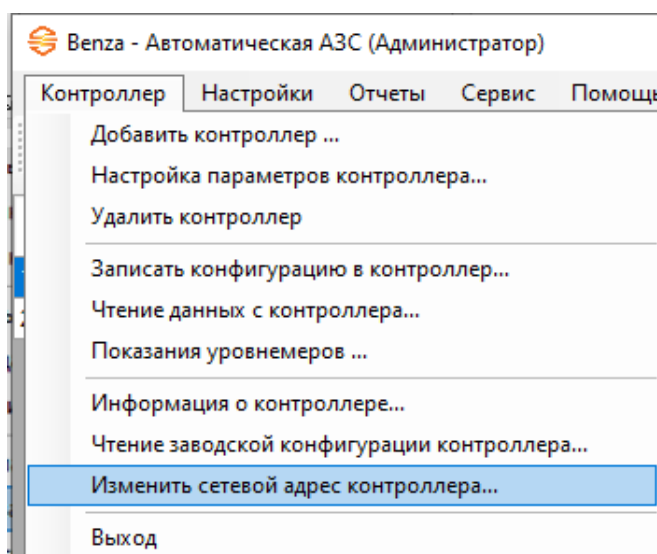 Benza - Автоматическая АЗС (Администратор)
Контроллер Настройки Отчеты Сервис Помощь
Добавить контроллер ...
Настройка параметров контроллера...
Удалить контроллер
Записать конфигурацию в контроллер...
Чтение данных с контроллера...
Показания уровнемеров ...
Информация о контроллере...
Чтение заводской конфигурации контроллера...
Изменить сетевой адрес контроллера...
Выход